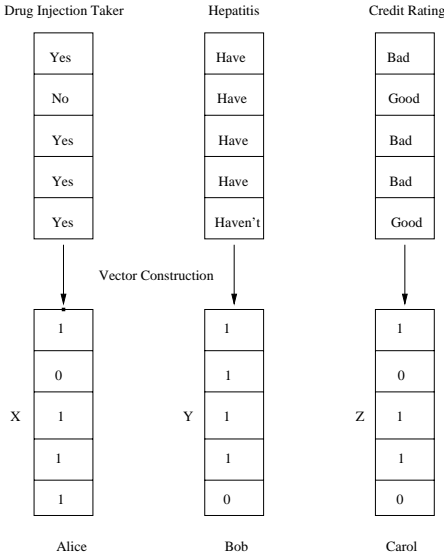 Drug Injection Taker Hepatitis Credit Rating
Yes Have Bad
No Have Good
Yes Have Bad
Yes Have Bad
Yes Haven't Good
Vector Construction
1 1 1
0 1 0
X 1 Y 1 Z 1
1 1 1
1 0 0
Alice Bob Carol